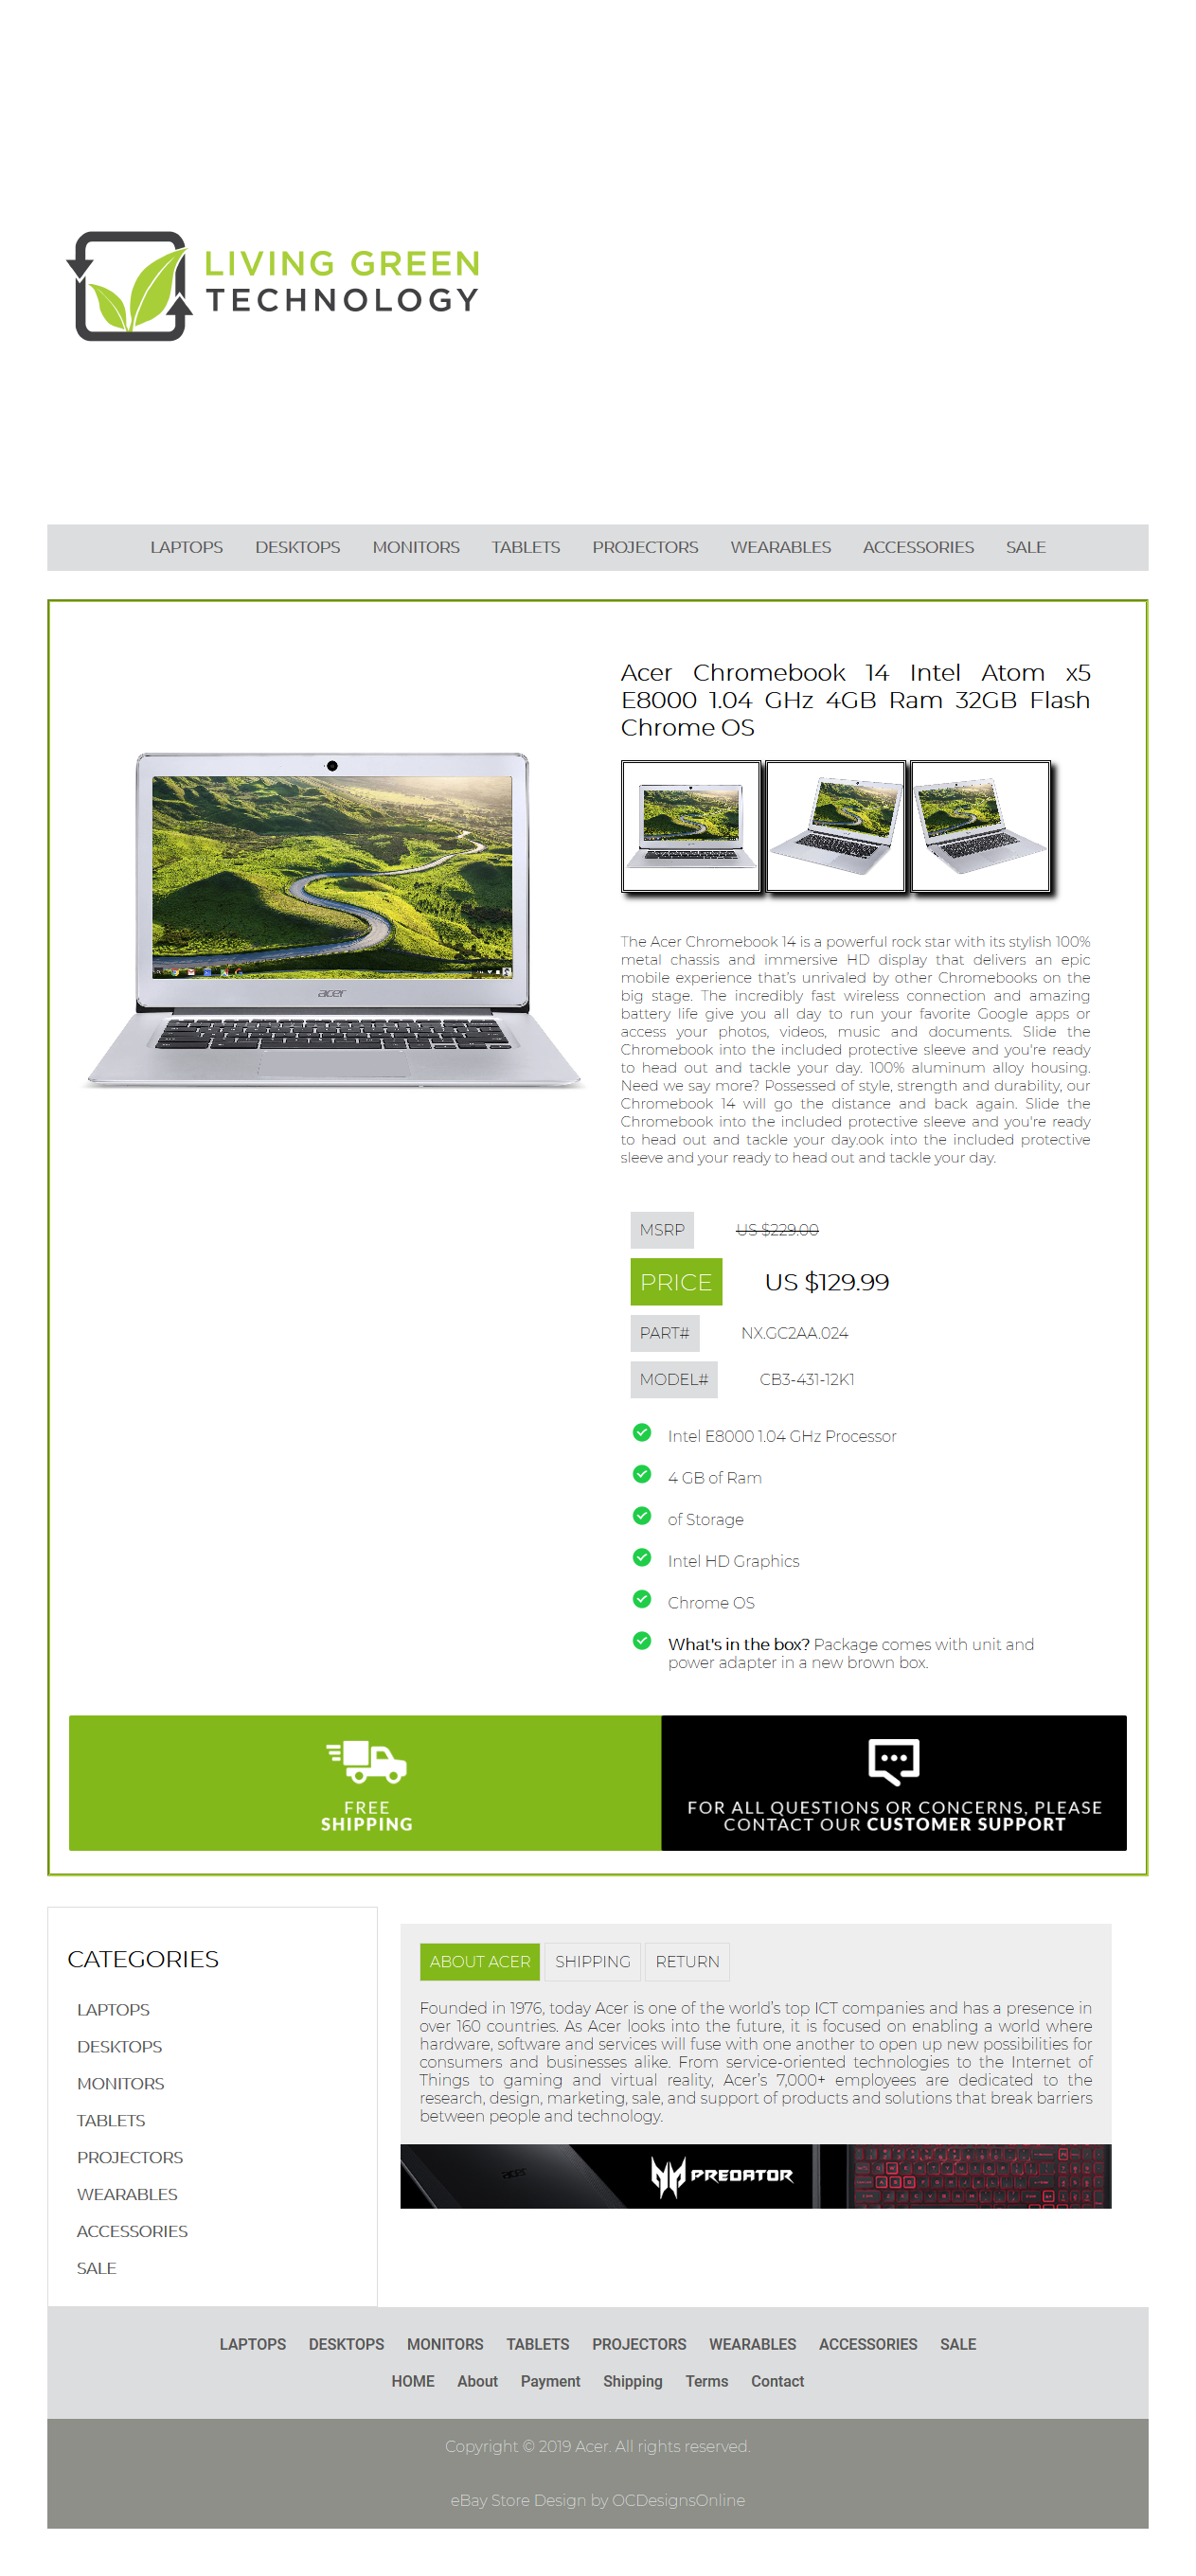 LIVING GREEN
TECHNOLOGY
LAPTOPS DESKTOPS MONITORS TABLETS PROJECTORS WEARABLES ACCESSORIES SALE
Acer Chromebook 14 Intel Atom x5
E8000 1.04 GHz 4GB Ram 32GB Flash
Chrome OS
acer
The Acer Chromebook 14 is a powerful rock star with its stylish 100%
metal chassis and immersive HD display that delivers an epic
mobile experience that's unrivaled by other Chromebooks on the
big stage. The incredibly fast wireless connection and amazing
battery life give you all day to run your favorite Google apps or
access your photos, videos, music and documents. Slide the
Chromebook into the included protective sleeve and you're ready
to head out and tackle your day. 100% aluminum alloy housing.
Need we say more? Possessed of style, strength and durability, our
Chromebook 14 will go the distance and back again. Slide the
Chromebook into the included protective sleeve and you're ready
to head out and tackle your day.ook into the included protective
sleeve and your ready to head out and tackle your day.
MSRP US $229.00
PRICE US $129.99
PART# NX.GC2AA.024
MODEL# CB3-431-12K1
Intel E8000 1.04 GHz Processor
4 GB of Ram
of Storage
Intel HD Graphics
Chrome OS
What's in the box? Package comes with unit and
power adapter in a new brown box.
FREE
SHIPPING
FOR ALL QUESTIONS OR CONCERNS, PLEASE
CONTACT OUR CUSTOMER SUPPORT
CATEGORIES
LAPTOPS
DESKTOPS
MONITORS
TABLETS
PROJECTORS
WEARABLES
ACCESSORIES
SALE
ABOUT ACER SHIPPING RETURN
Founded in 1976, today Acer is one of the world's top ICT companies and has a presence in
over 160 countries. As Acer looks into the future, it is focused on enabling a world where
hardware, software and services will fuse with one another to open up new possibilities for
consumers and businesses alike. From service-oriented technologies to the Internet of
Things to gaming and virtual reality, Acer's 7,000+ employees are dedicated to the
research, design, marketing, sale, and support of products and solutions that break barriers
between people and technology.
acer PREDATOR
LAPTOPS DESKTOPS MONITORS TABLETS PROJECTORS WEARABLES ACCESSORIES SALE
HOME About Payment Shipping Terms Contact
Copyright © 2019 Acer. All rights reserved.
eBay Store Design by OCDesignsOnline